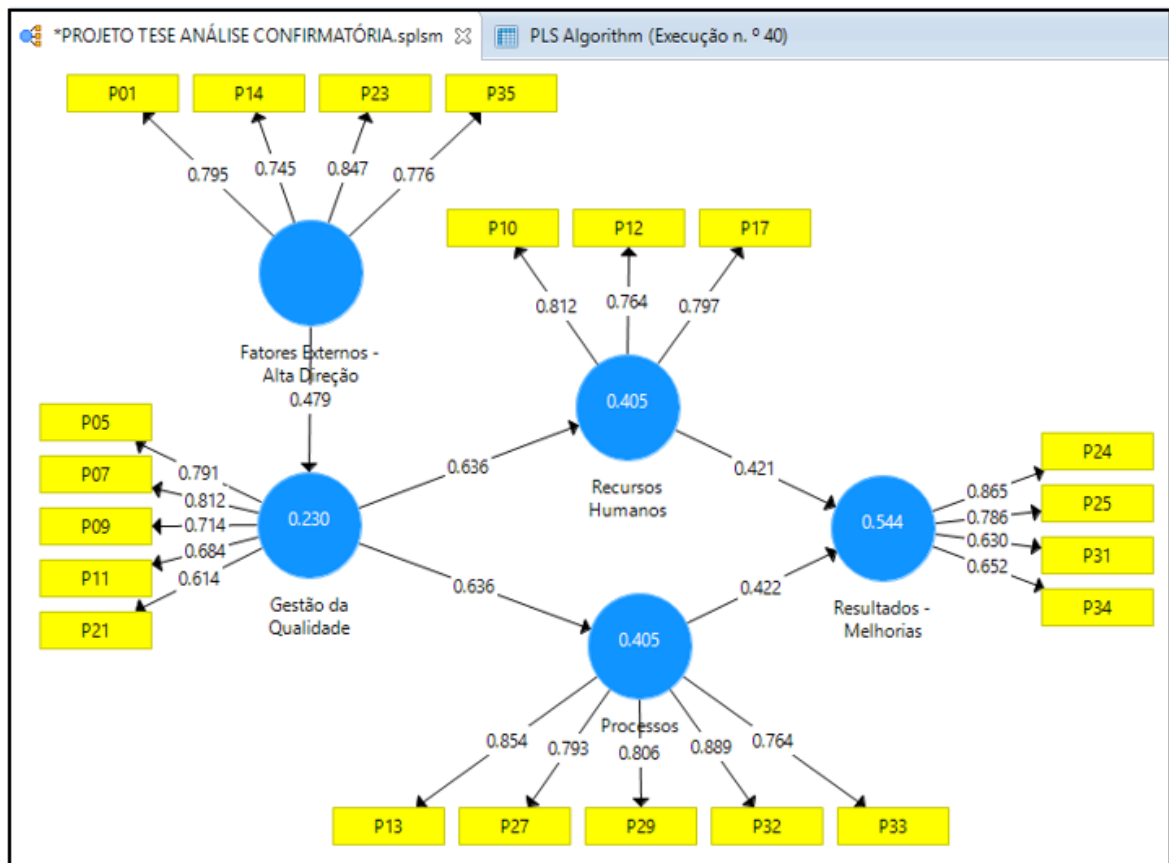 *PROJETO TESE ANÁLISE CONFIRMATÓRIA.splsm
PLS Algorithm (Execução n. º 40)
P01
P14
P23
P35
0.795
0.745
0.847
0.776
Fatores Externos -
Alta Direção
0.479
P10
P12
P17
0.812
0.764
0.797
0.405
Recursos
Humanos
P05
P07
P09
P11
P21
0.791
0.812
0.714
0.684
0.614
0.230
Gestão da
Qualidade
0.636
0.636
0.421
0.422
0.405
Processos
0.854
0.793
0.806
0.889
0.764
P13
P27
P29
P32
P33
0.544
Resultados -
Melhorias
0.865
0.786
0.630
0.652
P24
P25
P31
P34